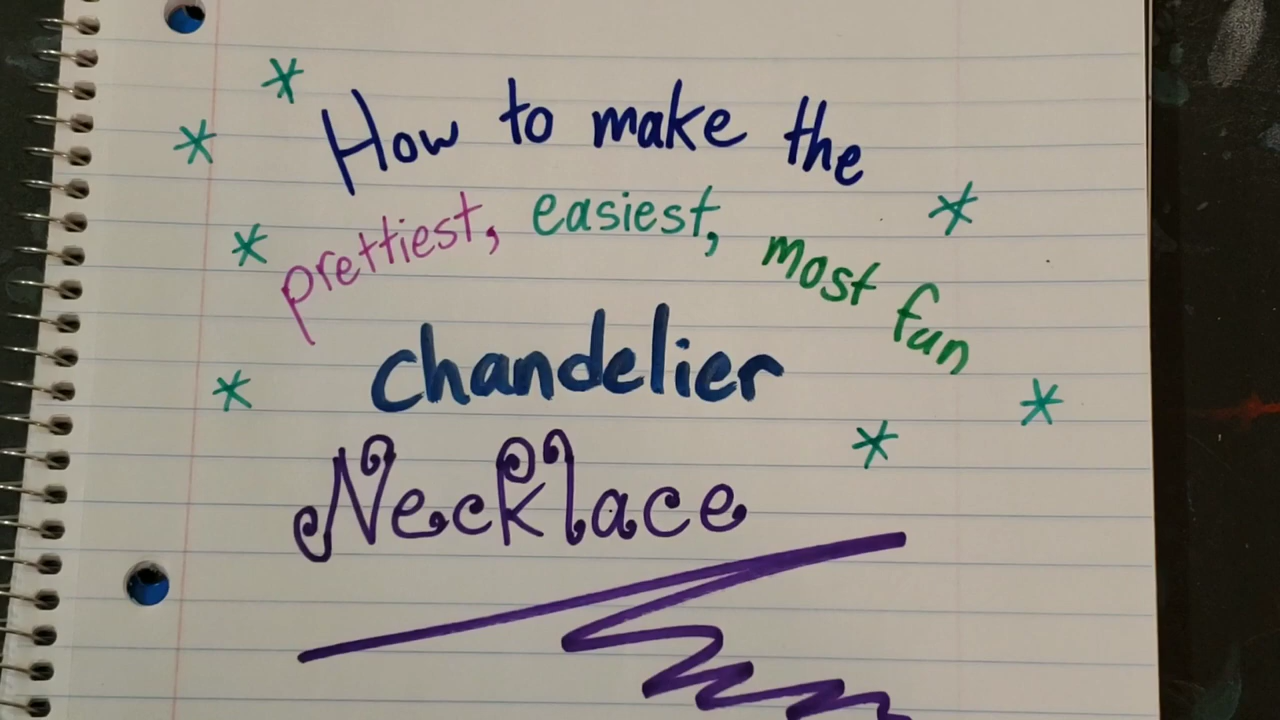 How to make the
prettiest, easiest, most fun
chandelier
Necklace